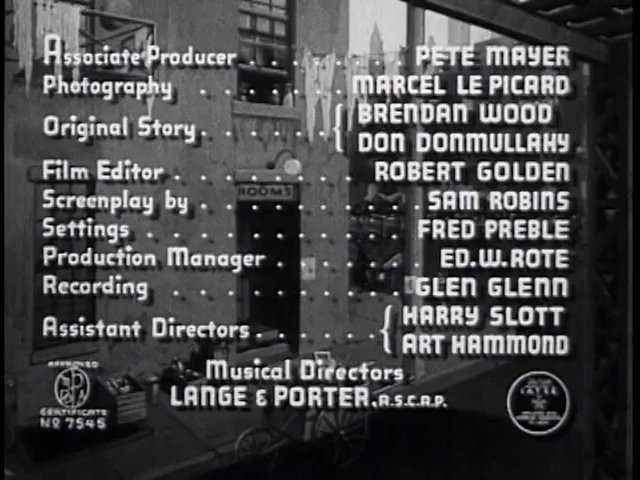 Associate Producer . . . . . . . PETE MAYER
Photography . . . . . MARCEL LE PICARD
Original Story . . . . . { BRENDAN WOOD
DON DONMULLAHY
Film Editor . . . . . . . ROBERT GOLDEN
Screenplay by . . . . . . . . SAM ROBINS
Settings . . . . . . . . . FRED PREBLE
Production Manager . . . . . ED.W.ROTE
Recording . . . . . . . . . GLEN GLENN
Assistant Directors . . . . . { HARRY SLOTT
ART HAMMOND
Musical Directors
LANGE & PORTER, A.S.C.A.P.
APPROVED
CERTIFICATE
Nº 7545
ROOMS